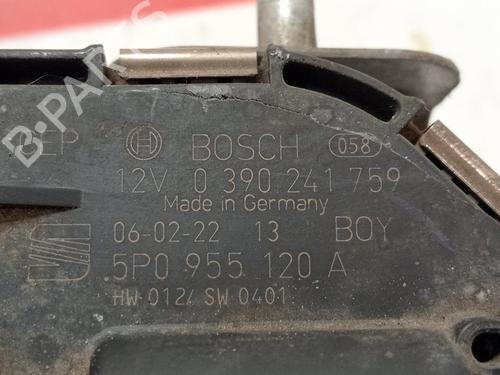 BOSCH 058
12V 0 390 241 759
Made in Germany
06-02-22 13 BOY
5P0 955 120 A
HW 0124 SW 0401
B-PARTS